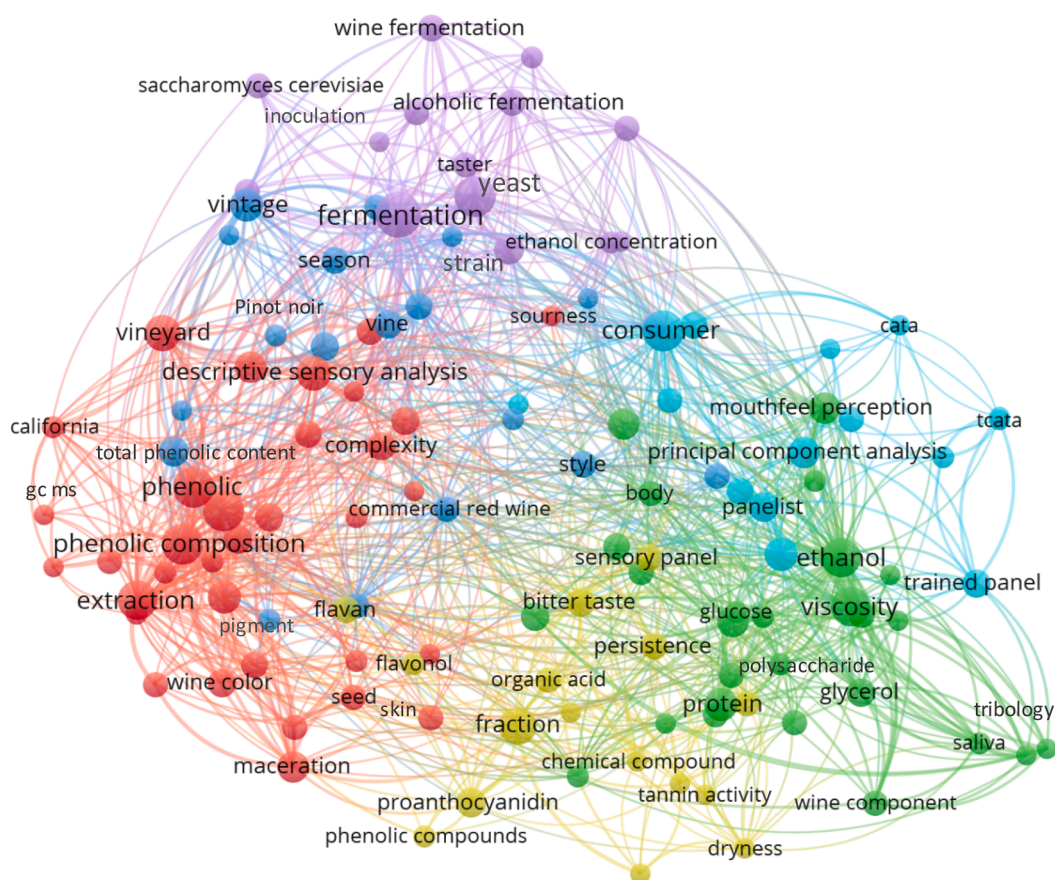 wine fermentation
saccharomyces cerevisiae
alcoholic fermentation
inoculation
taster
yeast
vintage
fermentation
ethanol concentration
season
strain
Pinot noir
sourness
vineyard
vine
consumer
cata
descriptive sensory analysis
mouthfeel perception
california
tcata
total phenolic content
complexity
principal component analysis
style
gc ms
phenolic
body
commercial red wine
panelist
phenolic composition
sensory panel
ethanol
trained panel
extraction
flavan
bitter taste
glucose
viscosity
pigment
persistence
flavonol
polysaccharide
wine color
organic acid
seed
glycerol
skin
protein
tribology
fraction
saliva
maceration
chemical compound
proanthocyanidin
tannin activity
wine component
phenolic compounds
dryness